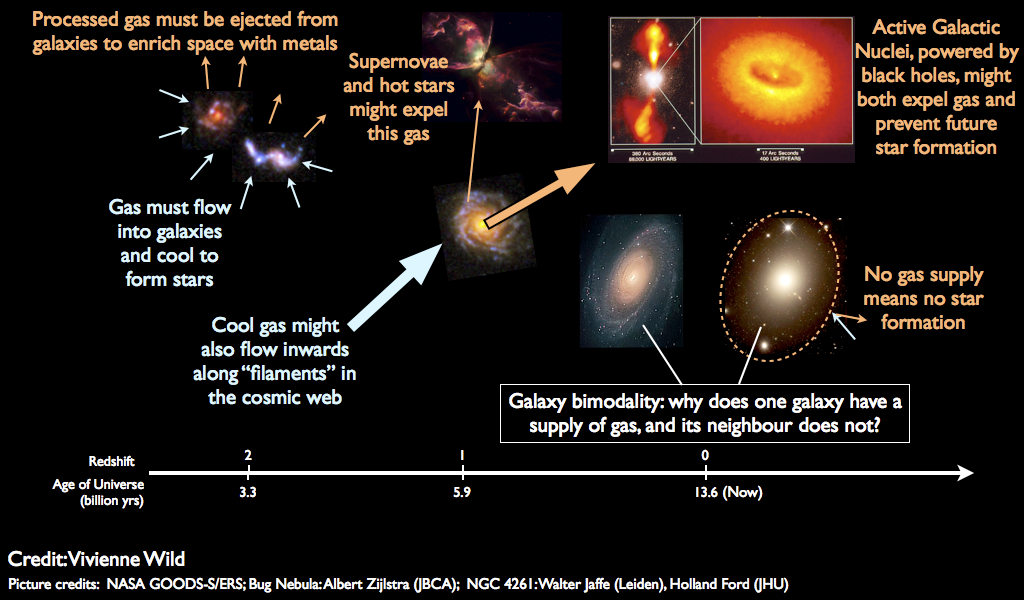 Processed gas must be ejected from
galaxies to enrich space with metals
Supernovae
and hot stars
might expel
this gas
Active Galactic
Nuclei, powered by
black holes, might
both expel gas and
prevent future
star formation
380 Arc Seconds
88,000 LIGHT-YEARS
17 Arc Seconds
400 LIGHT-YEARS
Gas must flow
into galaxies
and cool to
form stars
No gas supply
means no star
formation
Cool gas might
also flow inwards
along “filaments” in
the cosmic web
Galaxy bimodality: why does one galaxy have a
supply of gas, and its neighbour does not?
Redshift 2 1 0
Age of Universe
(billion yrs) 3.3 5.9 13.6 (Now)
Credit: Vivienne Wild
Picture credits: NASA GOODS-S/ERS; Bug Nebula: Albert Zijlstra (JBCA); NGC 4261: Walter Jaffe (Leiden), Holland Ford (JHU)